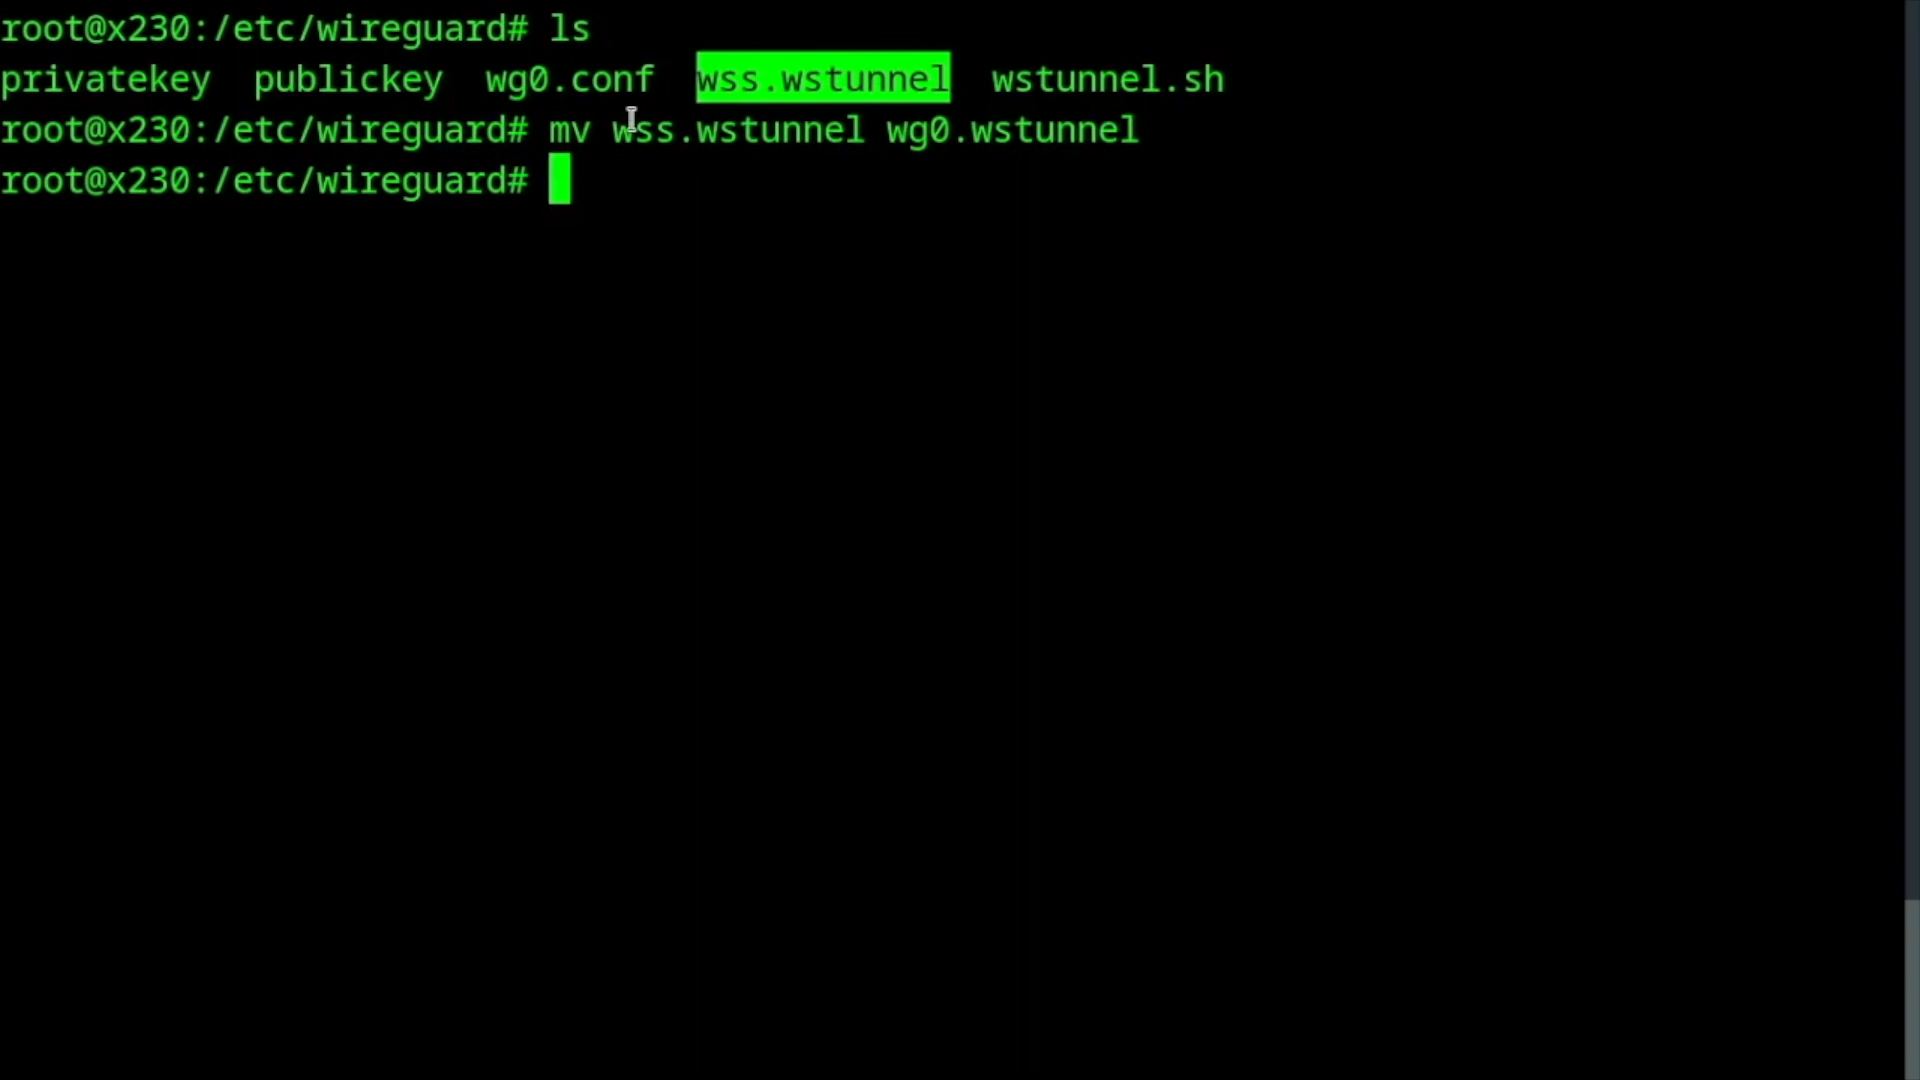 root@x230:/etc/wireguard# ls
privatekey  publickey  wg0.conf  wss.wstunnel  wstunnel.sh
root@x230:/etc/wireguard# mv wss.wstunnel wg0.wstunnel
root@x230:/etc/wireguard#